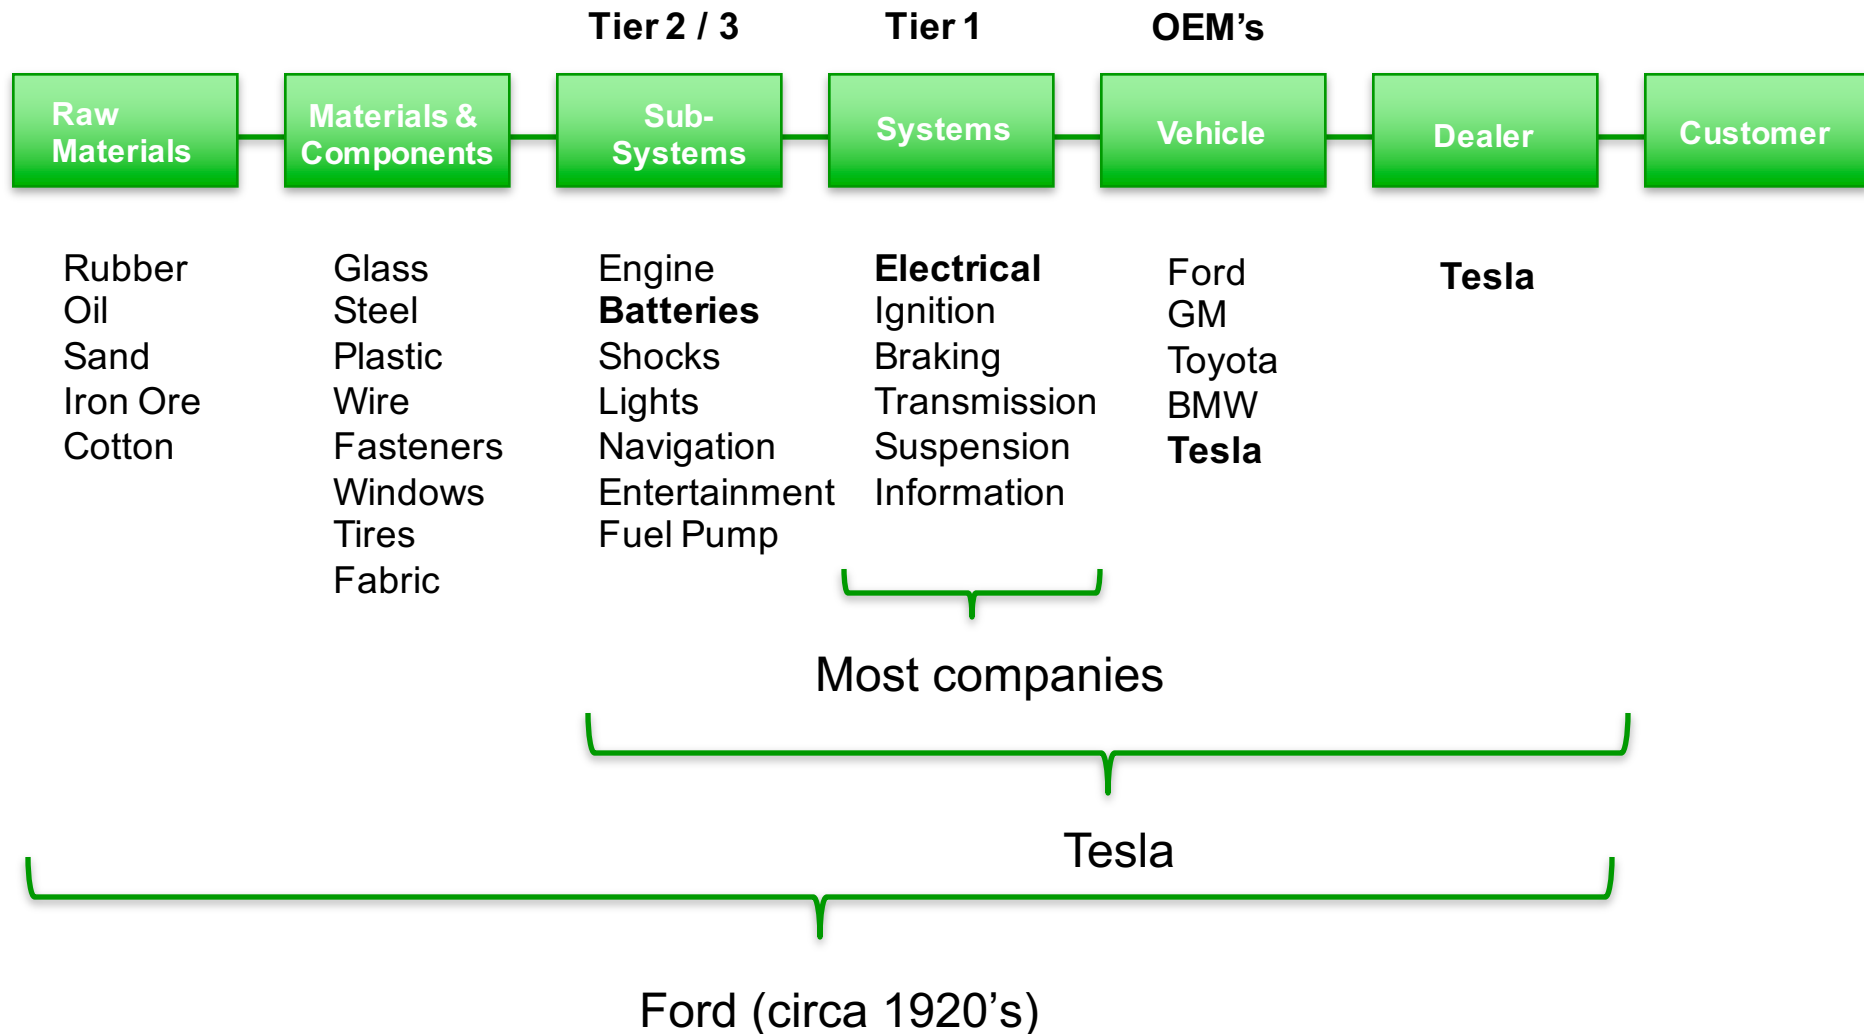 Tier 2 / 3 Tier 1 OEM’s
Raw
Materials
Materials &
Components
Sub-
Systems
Systems
Vehicle
Dealer
Customer
Rubber
Oil
Sand
Iron Ore
Cotton
Glass
Steel
Plastic
Wire
Fasteners
Windows
Tires
Fabric
Engine
Batteries
Shocks
Lights
Navigation
Entertainment
Fuel Pump
Electrical
Ignition
Braking
Transmission
Suspension
Information
Ford
GM
Toyota
BMW
Tesla
Tesla
Most companies
Tesla
Ford (circa 1920’s)